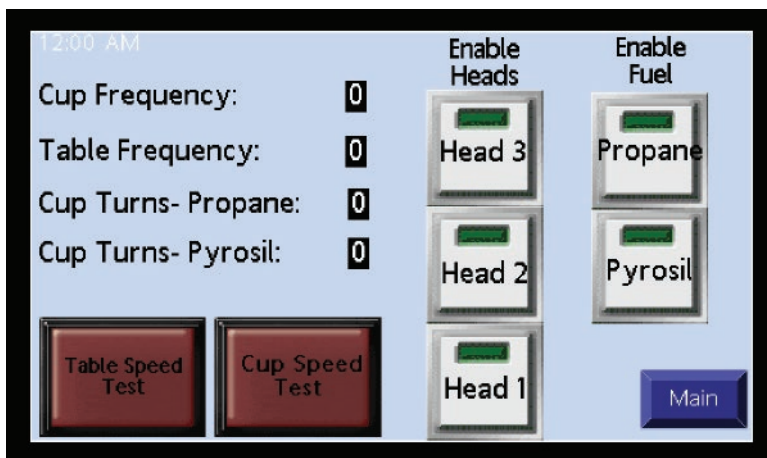 12:00 AM
Cup Frequency: 0
Table Frequency: 0
Cup Turns- Propane: 0
Cup Turns- Pyrosil: 0
Table Speed
Test
Cup Speed
Test
Enable
Heads
Head 3
Head 2
Head 1
Enable
Fuel
Propane
Pyrosil
Main